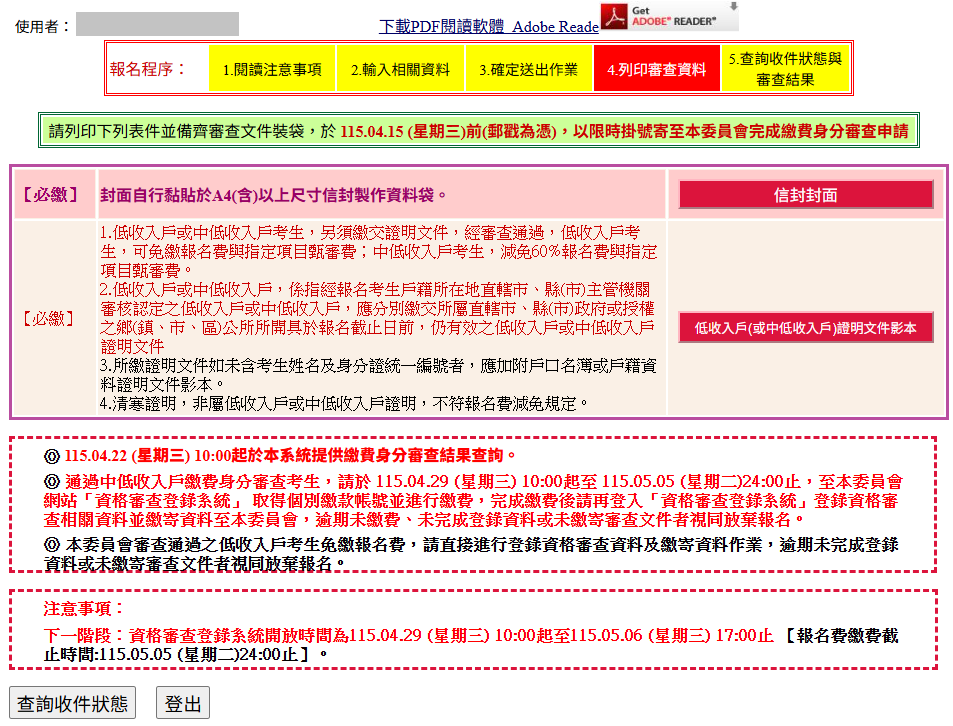 使用者：
下載PDF閱讀軟體 Adobe Reade
Get
ADOBE® READER®
報名程序：
1.閱讀注意事項
2.輸入相關資料
3.確定送出作業
4.列印審查資料
5.查詢收件狀態與
審查結果
請列印下列表件並備齊審查文件裝袋，於 115.04.15 (星期三)前(郵戳為憑)，以限時掛號寄至本委員會完成繳費身分審查申請
【必繳】
封面自行黏貼於A4(含)以上尺寸信封製作資料袋。
信封封面
【必繳】
1.低收入戶或中低收入戶考生，另須繳交證明文件，經審查通過，低收入戶考
生，可免繳報名費與指定項目甄審費；中低收入戶考生，減免60%報名費與指定
項目甄審費。
2.低收入戶或中低收入戶，係指經報名考生戶籍所在地直轄市、縣(市)主管機關
審核認定之低收入戶或中低收入戶，應分別繳交所屬直轄市、縣(市)政府或授權
之鄉(鎮、市、區)公所所開具於報名截止日前，仍有效之低收入戶或中低收入戶
證明文件
3.所繳證明文件如未含考生姓名及身分證統一編號者，應加附戶口名簿或戶籍資
料證明文件影本。
4.清寒證明，非屬低收入戶或中低收入戶證明，不符報名費減免規定。
低收入戶(或中低收入戶)證明文件影本
◎ 115.04.22 (星期三) 10:00起於本系統提供繳費身分審查結果查詢。
◎ 通過中低收入戶繳費身分審查考生，請於 115.04.29 (星期三) 10:00起至 115.05.05 (星期二)24:00止，至本委員會
網站「資格審查登錄系統」 取得個別繳款帳號並進行繳費，完成繳費後請再登入「資格審查登錄系統」登錄資格審
查相關資料並繳寄資料至本委員會，逾期未繳費、未完成登錄資料或未繳寄審查文件者視同放棄報名。
◎ 本委員會審查通過之低收入戶考生免繳報名費，請直接進行登錄資格審查資料及繳寄資料作業，逾期未完成登錄
資料或未繳寄審查文件者視同放棄報名。
注意事項：
下一階段：資格審查登錄系統開放時間為115.04.29 (星期三) 10:00起至115.05.06 (星期三) 17:00止 【報名費繳費截
止時間:115.05.05 (星期二)24:00止】。
查詢收件狀態
登出